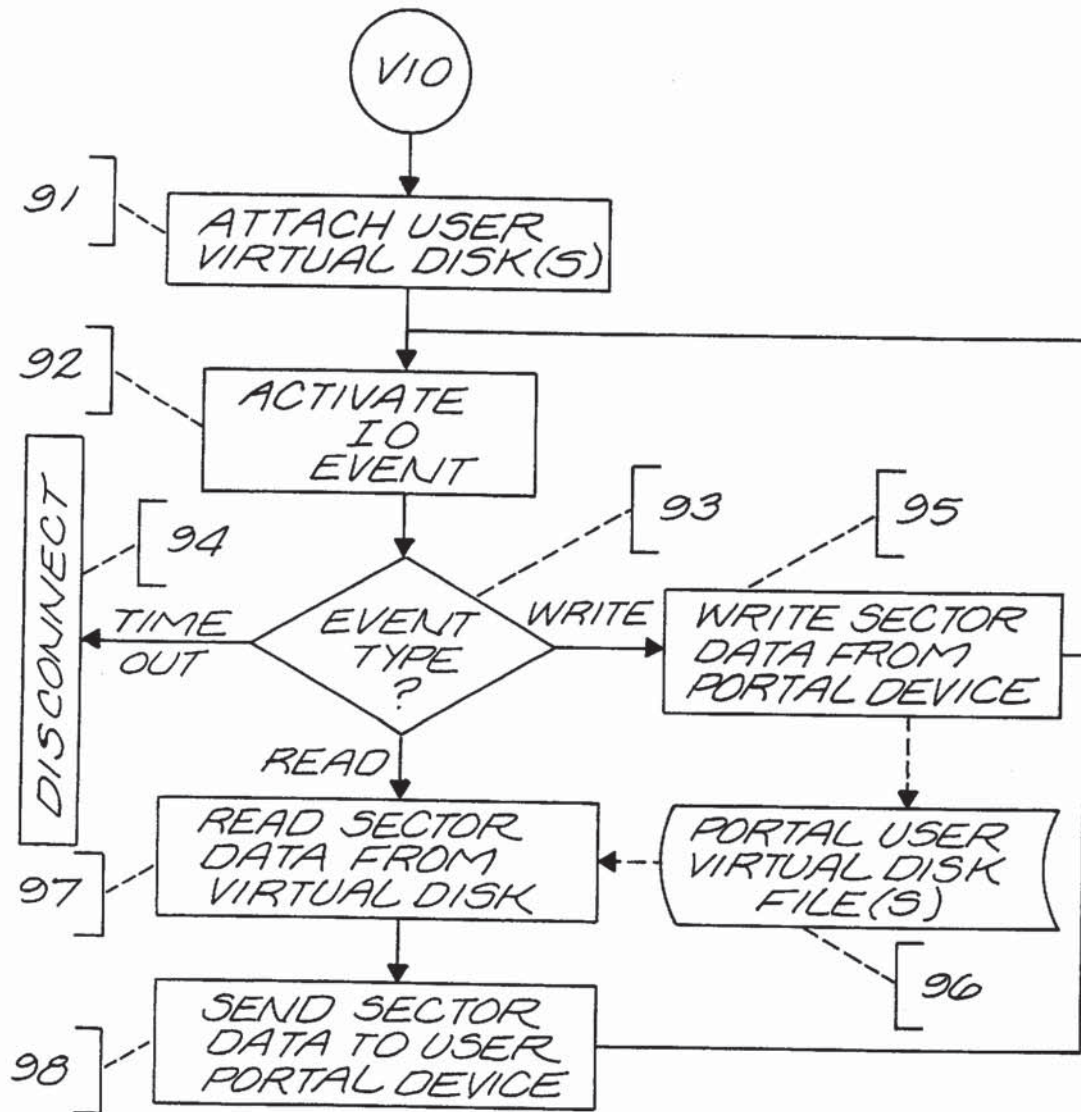 VIO
91
ATTACH USER
VIRTUAL DISK(S)
92
ACTIVATE
IO
EVENT
DISCONNECT
94
93
95
TIME
OUT
EVENT
TYPE
?
WRITE
WRITE SECTOR
DATA FROM
PORTAL DEVICE
READ
97
READ SECTOR
DATA FROM
VIRTUAL DISK
PORTAL USER
VIRTUAL DISK
FILE(S)
96
98
SEND SECTOR
DATA TO USER
PORTAL DEVICE